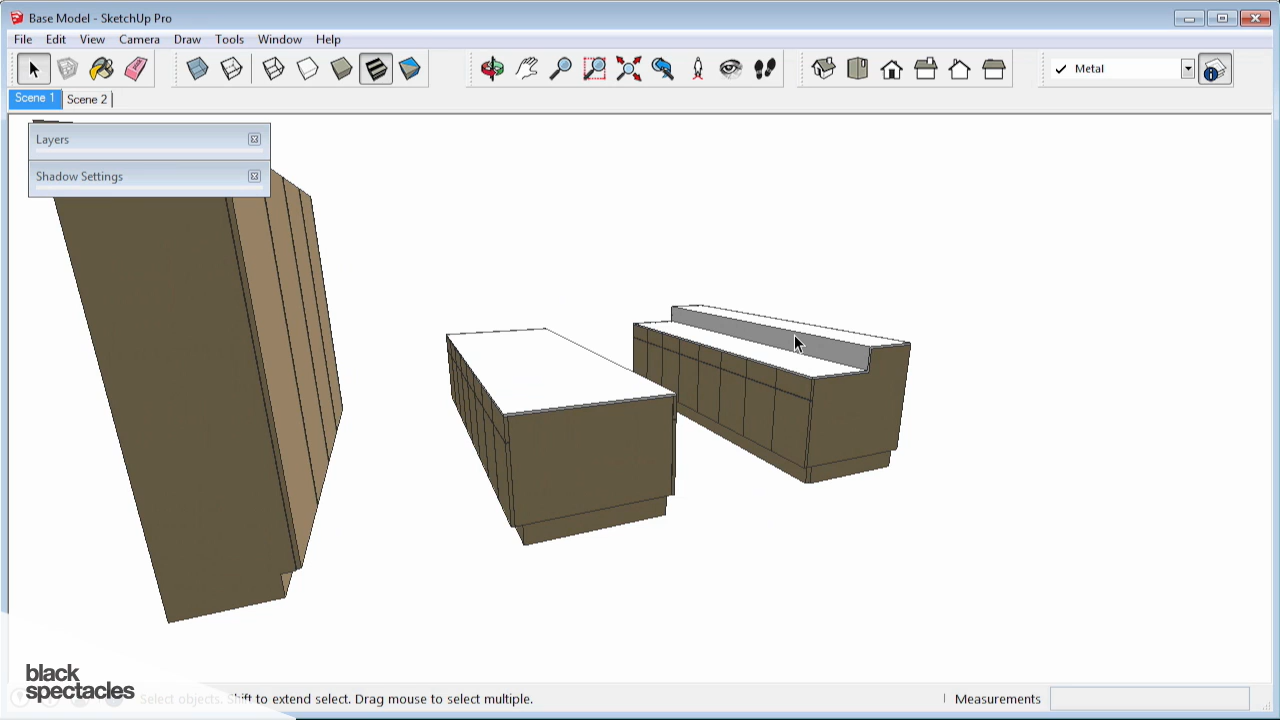 Base Model - SketchUp Pro
File Edit View Camera Draw Tools Window Help
Metal
Scene 1 Scene 2
Layers
Shadow Settings
black
spectacles
Select objects. Shift to extend select. Drag mouse to select multiple.
Measurements